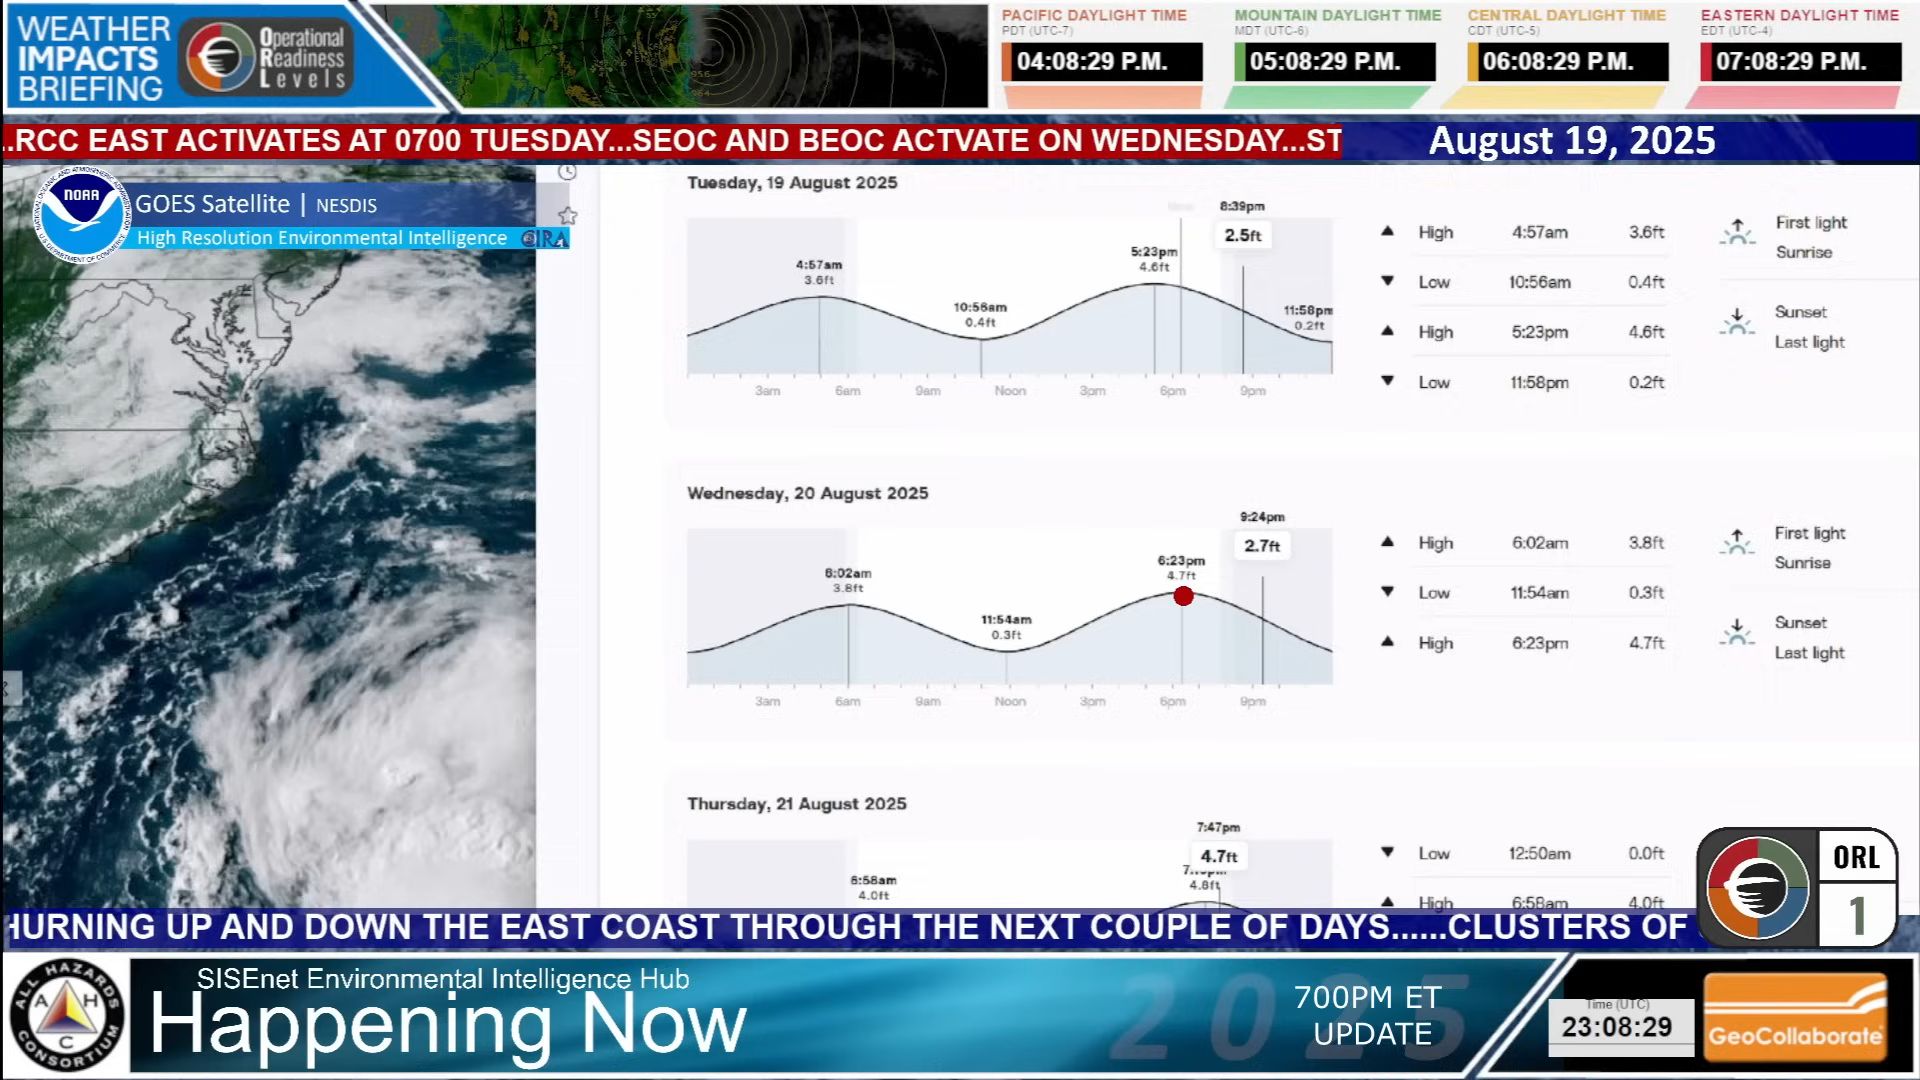 WEATHER
IMPACTS
BRIEFING
Operational
Readiness
Levels
PACIFIC DAYLIGHT TIME
PDT (UTC-7)
04:08:29 P.M.
MOUNTAIN DAYLIGHT TIME
MDT (UTC-6)
05:08:29 P.M.
CENTRAL DAYLIGHT TIME
CDT (UTC-5)
06:08:29 P.M.
EASTERN DAYLIGHT TIME
EDT (UTC-4)
07:08:29 P.M.
..RCC EAST ACTIVATES AT 0700 TUESDAY...SEOC AND BEOC ACTVATE ON WEDNESDAY...ST
August 19, 2025
NOAA
GOES Satellite | NESDIS
High Resolution Environmental Intelligence CIRA
Tuesday, 19 August 2025
8:39pm
2.5ft
4:57am
3.6ft
10:56am
0.4ft
5:23pm
4.6ft
11:58pm
0.2ft
3am 6am 9am Noon 3pm 6pm 9pm
High 4:57am 3.6ft
Low 10:56am 0.4ft
High 5:23pm 4.6ft
Low 11:58pm 0.2ft
First light
Sunrise
Sunset
Last light
Wednesday, 20 August 2025
9:24pm
2.7ft
6:02am
3.8ft
11:54am
0.3ft
6:23pm
4.7ft
3am 6am 9am Noon 3pm 6pm 9pm
High 6:02am 3.8ft
Low 11:54am 0.3ft
High 6:23pm 4.7ft
First light
Sunrise
Sunset
Last light
Thursday, 21 August 2025
7:47pm
4.7ft
6:58am
4.0ft
4.8ft
Low 12:50am 0.0ft
High 6:58am 4.0ft
ORL
1
HURNING UP AND DOWN THE EAST COAST THROUGH THE NEXT COUPLE OF DAYS......CLUSTERS OF
ALL HAZARDS
A H
C
CONSORTIUM
SISEnet Environmental Intelligence Hub
Happening Now
2025
700PM ET
UPDATE
Time (UTC)
23:08:29
GeoCollaborate